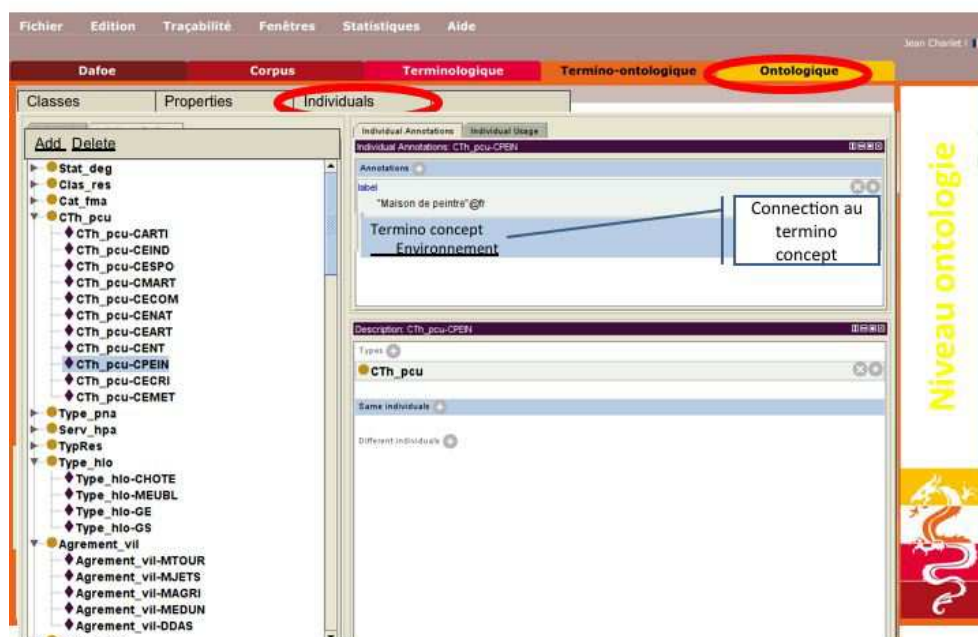 Fichier Edition Traçabilité Fenêtres Statistiques Aide
Jean Charlet
Dafoe Corpus Terminologique Termino-ontologique Ontologique
Classes Properties Individuals
Add Delete
Stat_deg
Clas_res
Cat_fma
CTh_pcu
CTh_pcu-CARTI
CTh_pcu-CEIND
CTh_pcu-CESPO
CTh_pcu-CMART
CTh_pcu-CECOM
CTh_pcu-CENAT
CTh_pcu-CEART
CTh_pcu-CENT
CTh_pcu-CPEIN
CTh_pcu-CECRI
CTh_pcu-CEMET
Type_pna
Serv_hpa
TypRes
Type_hlo
Type_hlo-CHOTE
Type_hlo-MEUBL
Type_hlo-GE
Type_hlo-GS
Agrement_vil
Agrement_vil-MTOUR
Agrement_vil-MJETS
Agrement_vil-MAGRI
Agrement_vil-MEDUN
Agrement_vil-DDAS
Individual Annotations Individual Usage
Individual Annotations: CTh_pcu-CPEIN
Annotations
label
"Maison de peintre"@fr
Termino concept
Environnement
Connection au
termino
concept
Description: CTh_pcu-CPEIN
Types
CTh_pcu
Same individuals
Different individuals
Niveau ontologie